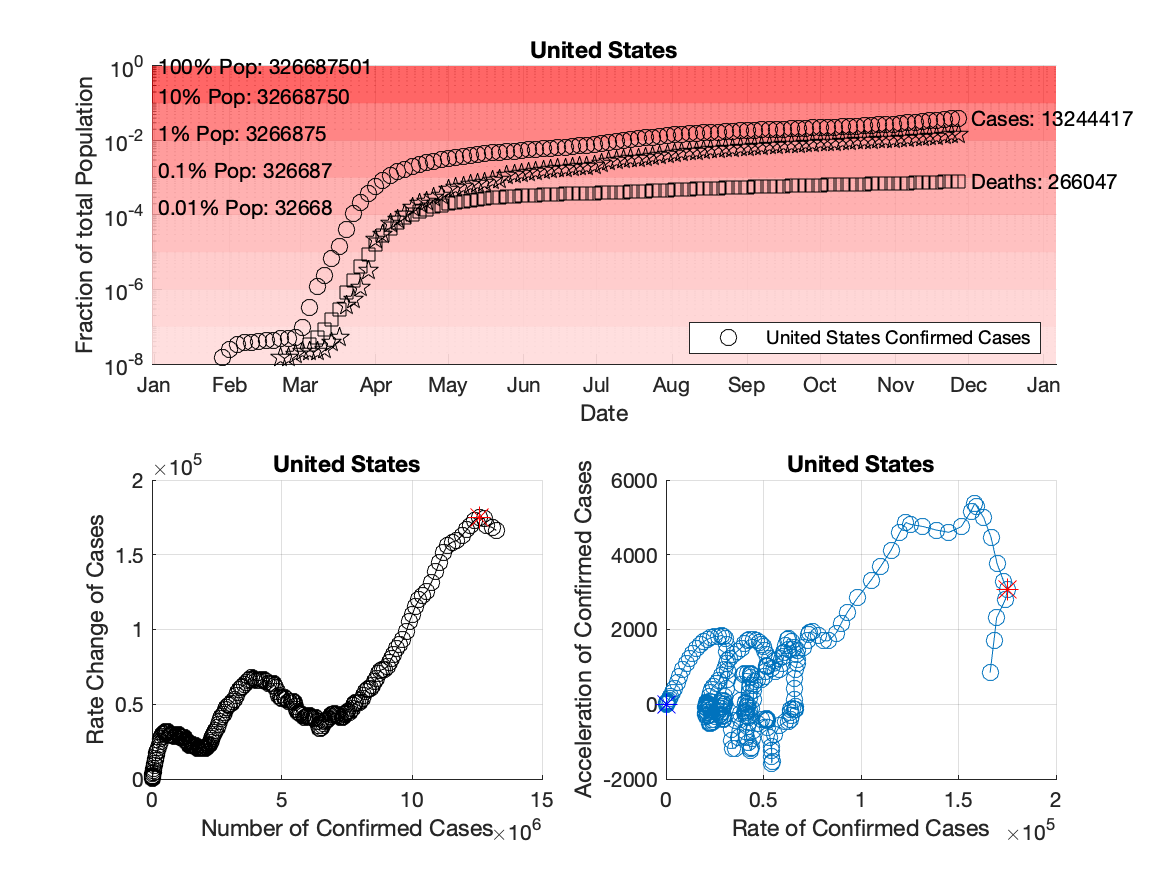 United States
Fraction of total Population
10^0
10^-2
10^-4
10^-6
10^-8
100% Pop: 326687501
10% Pop: 32668750
1% Pop: 3266875
0.1% Pop: 326687
0.01% Pop: 32668
Cases: 13244417
Deaths: 266047
United States Confirmed Cases
Jan Feb Mar Apr May Jun Jul Aug Sep Oct Nov Dec Jan
Date
United States
×10^5
Rate Change of Cases
2
1.5
1
0.5
0
0 5 10 15
Number of Confirmed Cases ×10^6
United States
Acceleration of Confirmed Cases
6000
4000
2000
0
-2000
0 0.5 1 1.5 2
Rate of Confirmed Cases ×10^5